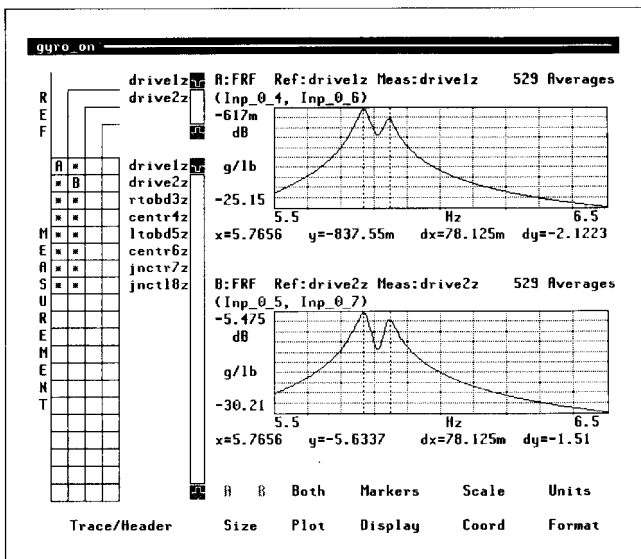 gyro_on
REF
drive1z
drive2z
MEASUREMENT
A *
* B
* *
* *
* *
* *
* *
* *
drive1z
drive2z
rtobd3z
centr4z
ltobd5z
centr6z
jnctr7z
jnctl8z
A:FRF Ref:drive1z Meas:drive1z 529 Averages
(Inp_0_4, Inp_0_6)
-617m
dB
g/lb
-25.15
5.5 Hz 6.5
x=5.7656 y=-837.55m dx=78.125m dy=-2.1223
B:FRF Ref:drive2z Meas:drive2z 529 Averages
(Inp_0_5, Inp_0_7)
-5.475
dB
g/lb
-30.21
5.5 Hz 6.5
x=5.7656 y=-5.6337 dx=78.125m dy=-1.51
A B Both Markers Scale Units
Trace/Header Size Plot Display Coord Format